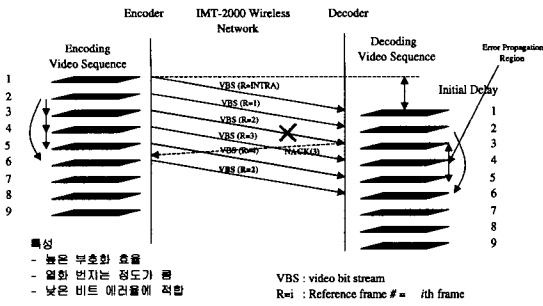 Encoder
IMT-2000 Wireless
Network
Decoder
Encoding
Video Sequence
Decoding
Video Sequence
Error Propagation
Region
Initial Delay
1
2
3
4
5
6
7
8
9
VBS (R=INTRA)
VBS (R=1)
VBS (R=2)
VBS (R=3)
VBS (R=4)
NACK(3)
VBS (R=2)
1
2
3
4
5
6
7
8
9
특성
- 높은 부호화 효율
- 열화 번지는 정도가 큼
- 낮은 비트 에러율에 적합
VBS : video bit stream
R=i : Reference frame # = ith frame